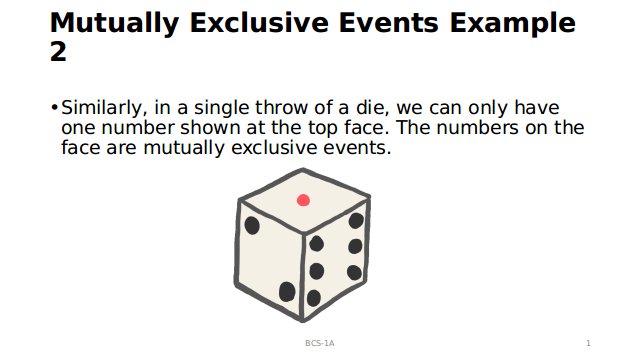 Mutually Exclusive Events Example
2
•Similarly, in a single throw of a die, we can only have
one number shown at the top face. The numbers on the
face are mutually exclusive events.
BCS-1A
1